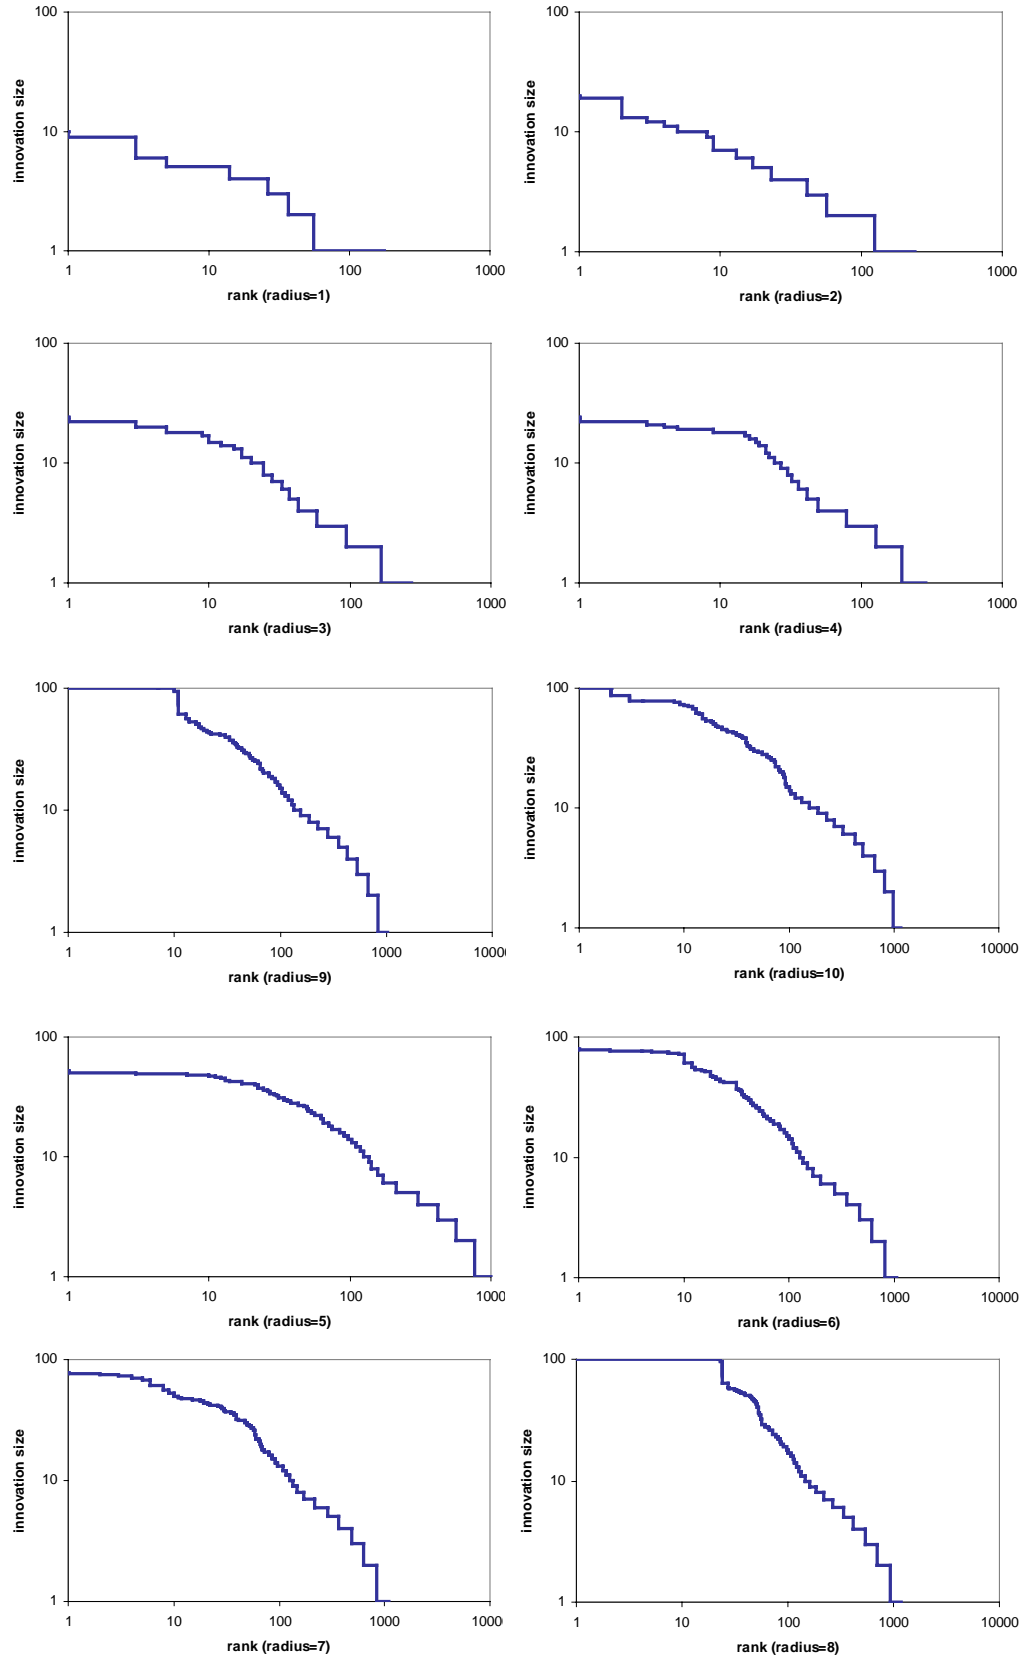 100
10
1
innovation size
1 10 100 1000
rank (radius=1)
100
10
1
innovation size
1 10 100 1000
rank (radius=2)
100
10
1
innovation size
1 10 100 1000
rank (radius=3)
100
10
1
innovation size
1 10 100 1000
rank (radius=4)
100
10
1
innovation size
1 10 100 1000 10000
rank (radius=9)
100
10
1
innovation size
1 10 100 1000 10000
rank (radius=10)
100
10
1
innovation size
1 10 100 1000
rank (radius=5)
100
10
1
innovation size
1 10 100 1000 10000
rank (radius=6)
100
10
1
innovation size
1 10 100 1000 10000
rank (radius=7)
100
10
1
innovation size
1 10 100 1000 10000
rank (radius=8)